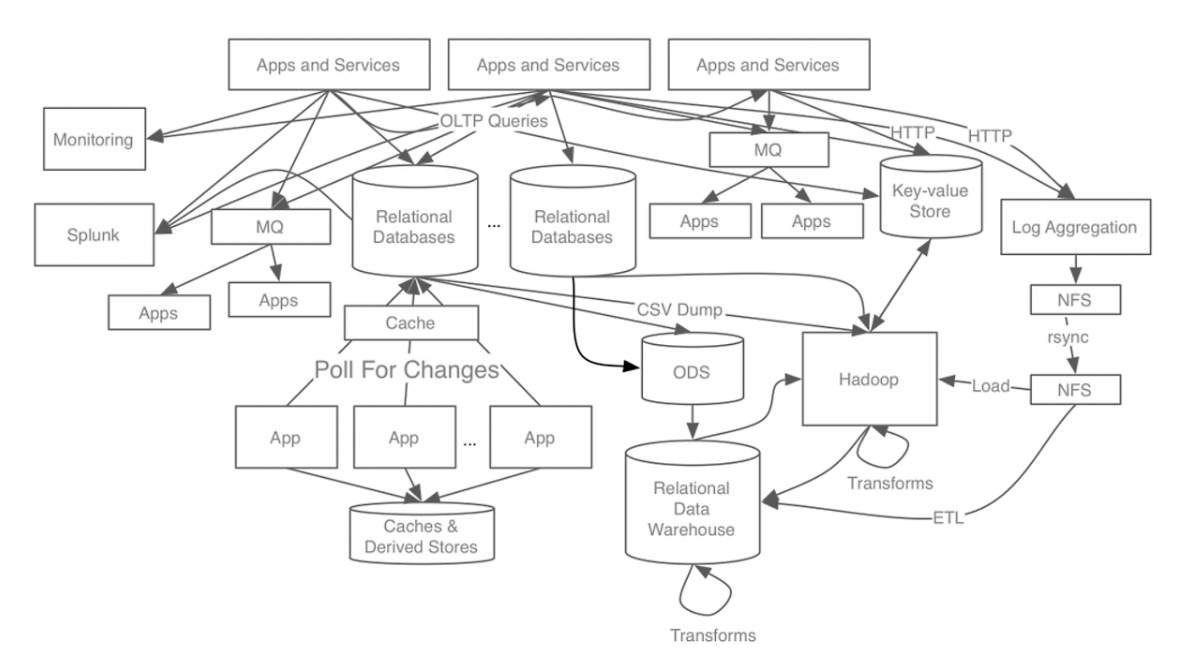 Apps and Services
Apps and Services
Apps and Services
Monitoring
OLTP Queries
HTTP
HTTP
MQ
Key-value
Store
Splunk
MQ
Relational
Databases
...
Relational
Databases
Apps
Apps
Log Aggregation
Apps
Apps
Cache
CSV Dump
NFS
rsync
Poll For Changes
ODS
Hadoop
Load
NFS
App
App
...
App
Transforms
Relational
Data
Warehouse
ETL
Caches &
Derived Stores
Transforms